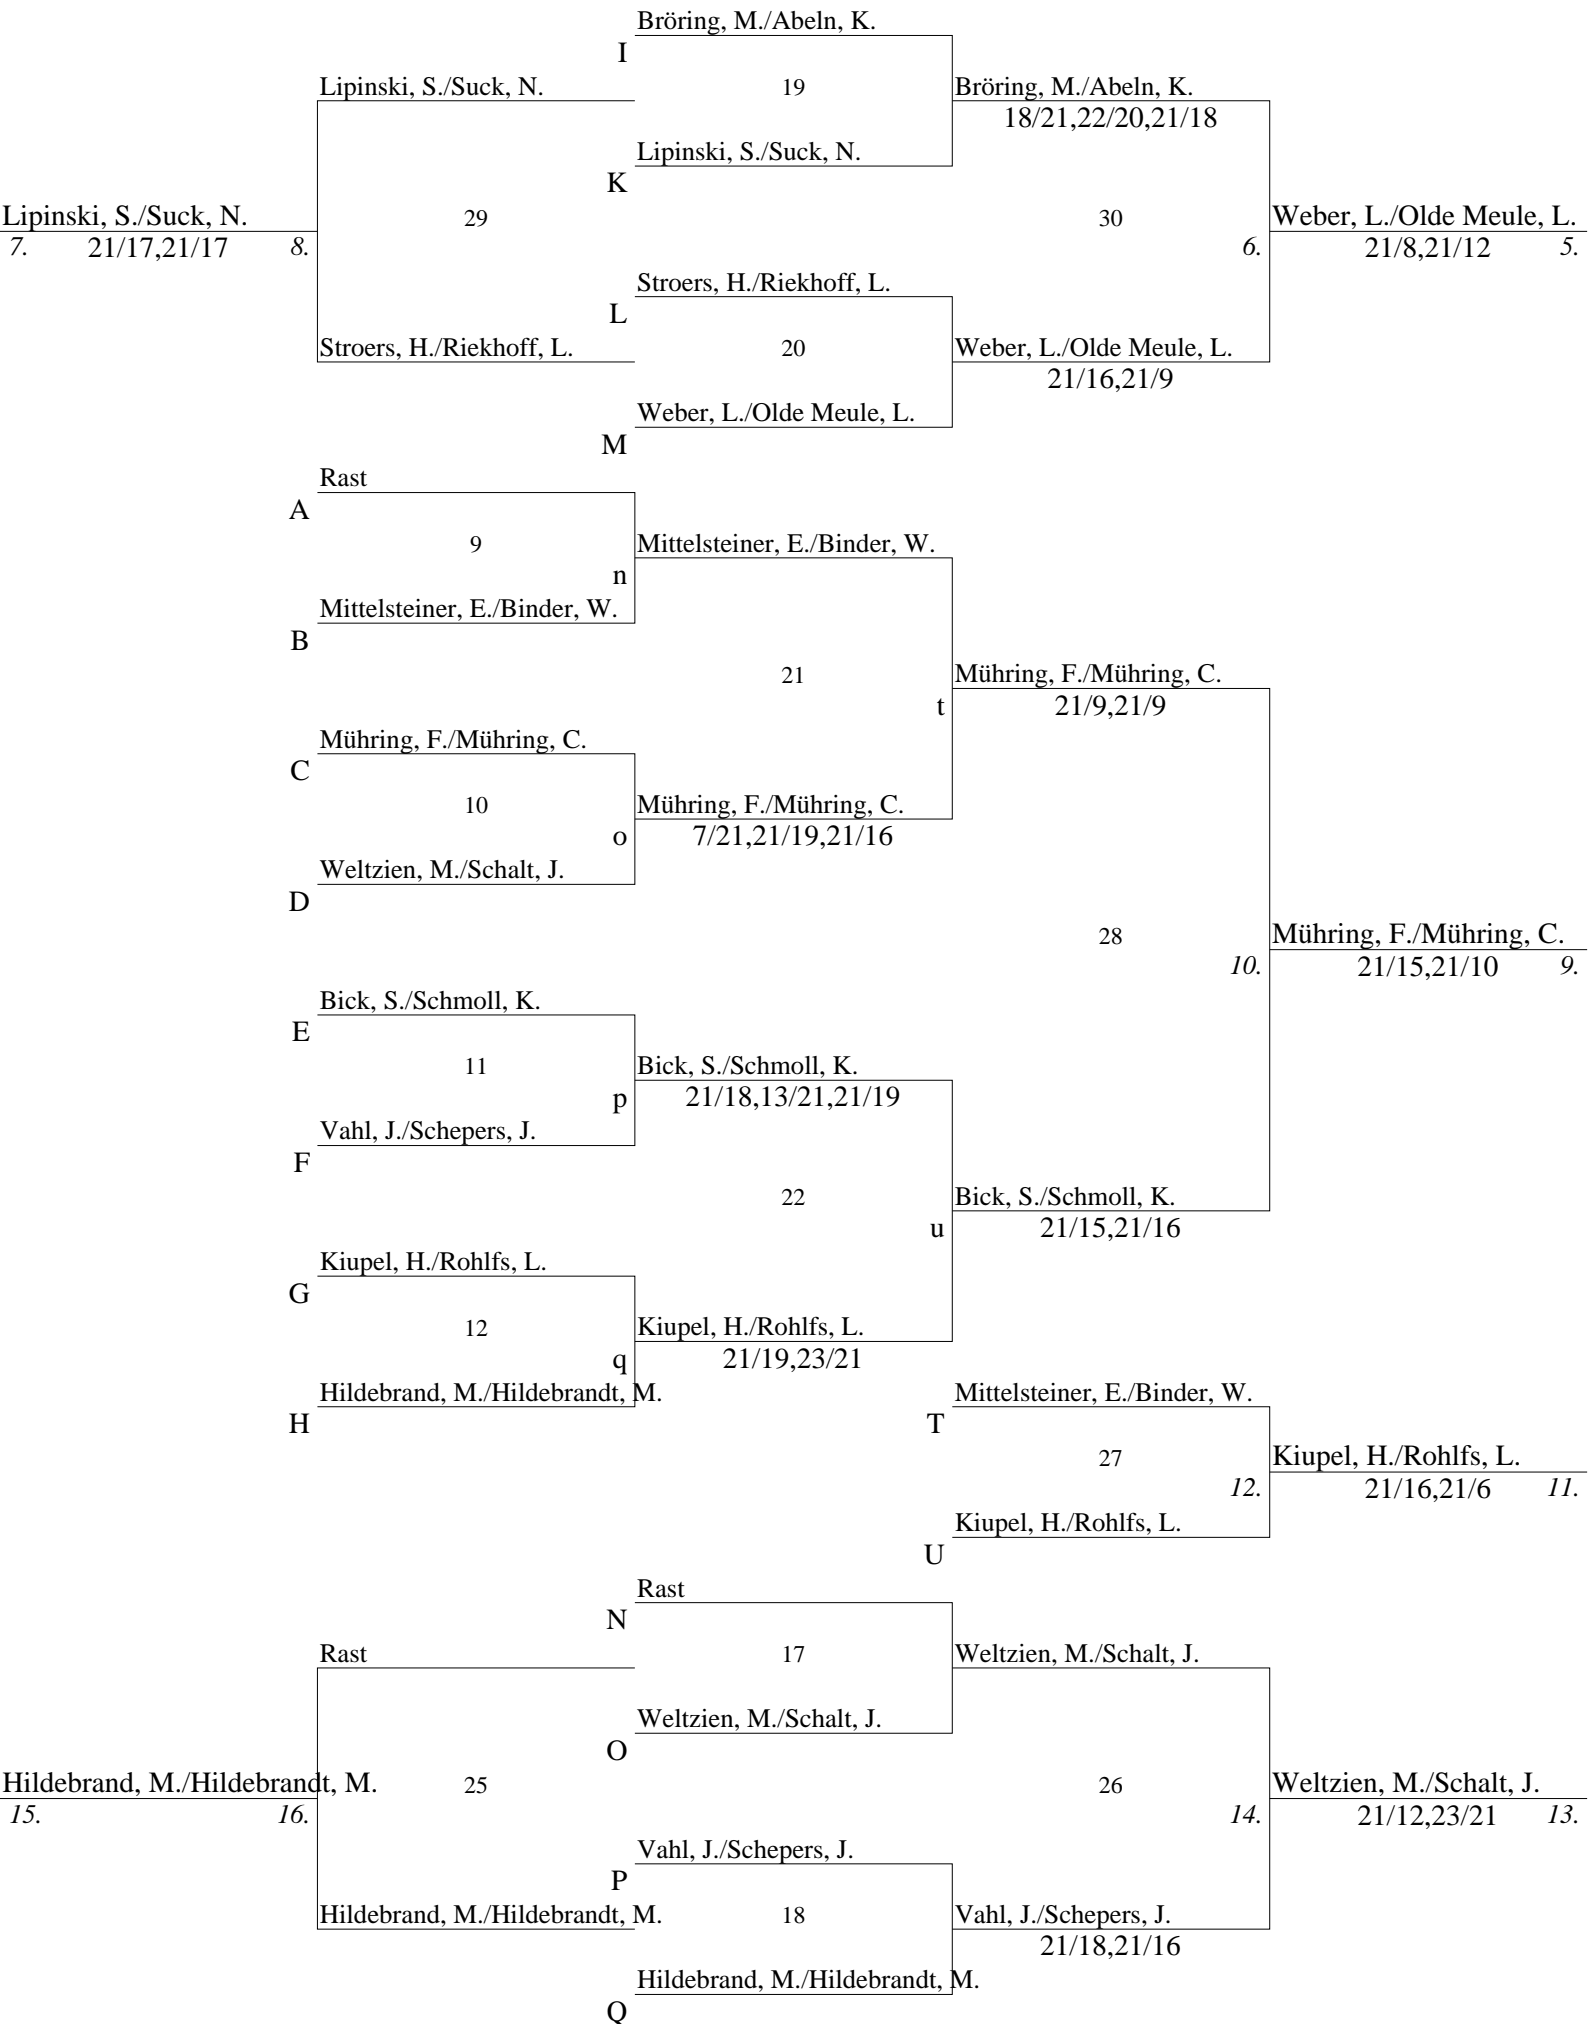 Bröring, M./Abeln, K.
I
Lipinski, S./Suck, N.
19
Bröring, M./Abeln, K.
18/21,22/20,21/18
Lipinski, S./Suck, N.
K
Lipinski, S./Suck, N.
29
30
Weber, L./Olde Meule, L.
7.
21/17,21/17
8.
6.
21/8,21/12
5.
Stroers, H./Riekhoff, L.
L
Stroers, H./Riekhoff, L.
20
Weber, L./Olde Meule, L.
21/16,21/9
Weber, L./Olde Meule, L.
M
Rast
A
9
Mittelsteiner, E./Binder, W.
n
Mittelsteiner, E./Binder, W.
B
21
Mühring, F./Mühring, C.
t
21/9,21/9
Mühring, F./Mühring, C.
C
10
Mühring, F./Mühring, C.
o
7/21,21/19,21/16
Weltzien, M./Schalt, J.
D
28
Mühring, F./Mühring, C.
10.
21/15,21/10
9.
Bick, S./Schmoll, K.
E
11
Bick, S./Schmoll, K.
p
21/18,13/21,21/19
Vahl, J./Schepers, J.
F
22
Bick, S./Schmoll, K.
u
21/15,21/16
Kiupel, H./Rohlfs, L.
G
12
Kiupel, H./Rohlfs, L.
q
21/19,23/21
Hildebrand, M./Hildebrandt, M.
H
Mittelsteiner, E./Binder, W.
T
27
Kiupel, H./Rohlfs, L.
12.
21/16,21/6
11.
Kiupel, H./Rohlfs, L.
U
Rast
N
Rast
17
Weltzien, M./Schalt, J.
Weltzien, M./Schalt, J.
O
Hildebrand, M./Hildebrandt, M.
25
26
Weltzien, M./Schalt, J.
15.
16.
14.
21/12,23/21
13.
Vahl, J./Schepers, J.
P
Hildebrand, M./Hildebrandt, M.
18
Vahl, J./Schepers, J.
21/18,21/16
Hildebrand, M./Hildebrandt, M.
Q